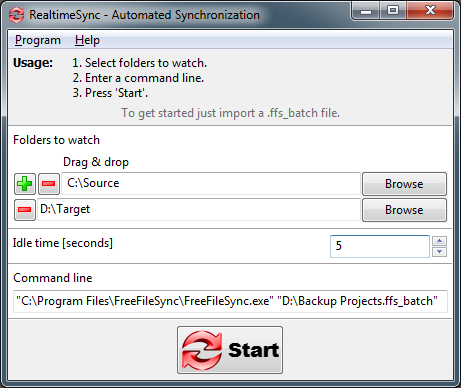 RealtimeSync - Automated Synchronization
Program Help
Usage: 1. Select folders to watch.
2. Enter a command line.
3. Press 'Start'.
To get started just import a .ffs_batch file.
Folders to watch
Drag & drop
C:\Source Browse
D:\Target Browse
Idle time [seconds] 5
Command line
"C:\Program Files\FreeFileSync\FreeFileSync.exe" "D:\Backup Projects.ffs_batch"
Start